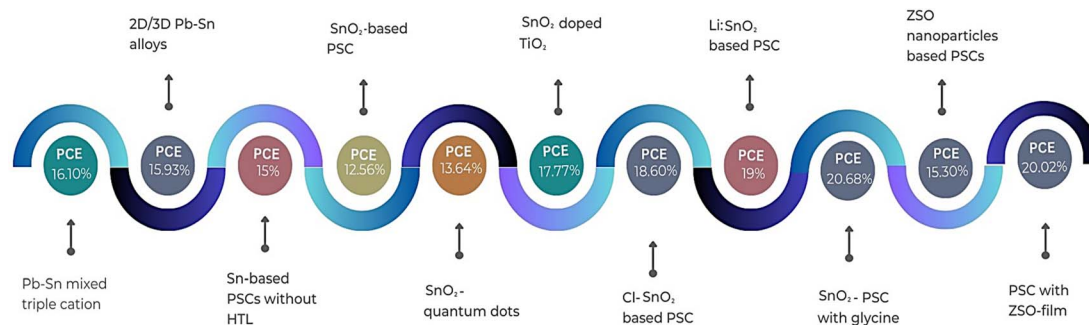 2D/3D Pb-Sn
alloys
SnO₂-based
PSC
SnO₂ doped
TiO₂
Li:SnO₂
based PSC
ZSO
nanoparticles
based PSCs
PCE
16.10%
PCE
15.93%
PCE
15%
PCE
12.56%
PCE
13.64%
PCE
17.77%
PCE
18.60%
PCE
19%
PCE
20.68%
PCE
15.30%
PCE
20.02%
Pb-Sn mixed
triple cation
Sn-based
PSCs without
HTL
SnO₂-
quantum dots
Cl-SnO₂
based PSC
SnO₂- PSC
with glycine
PSC with
ZSO-film